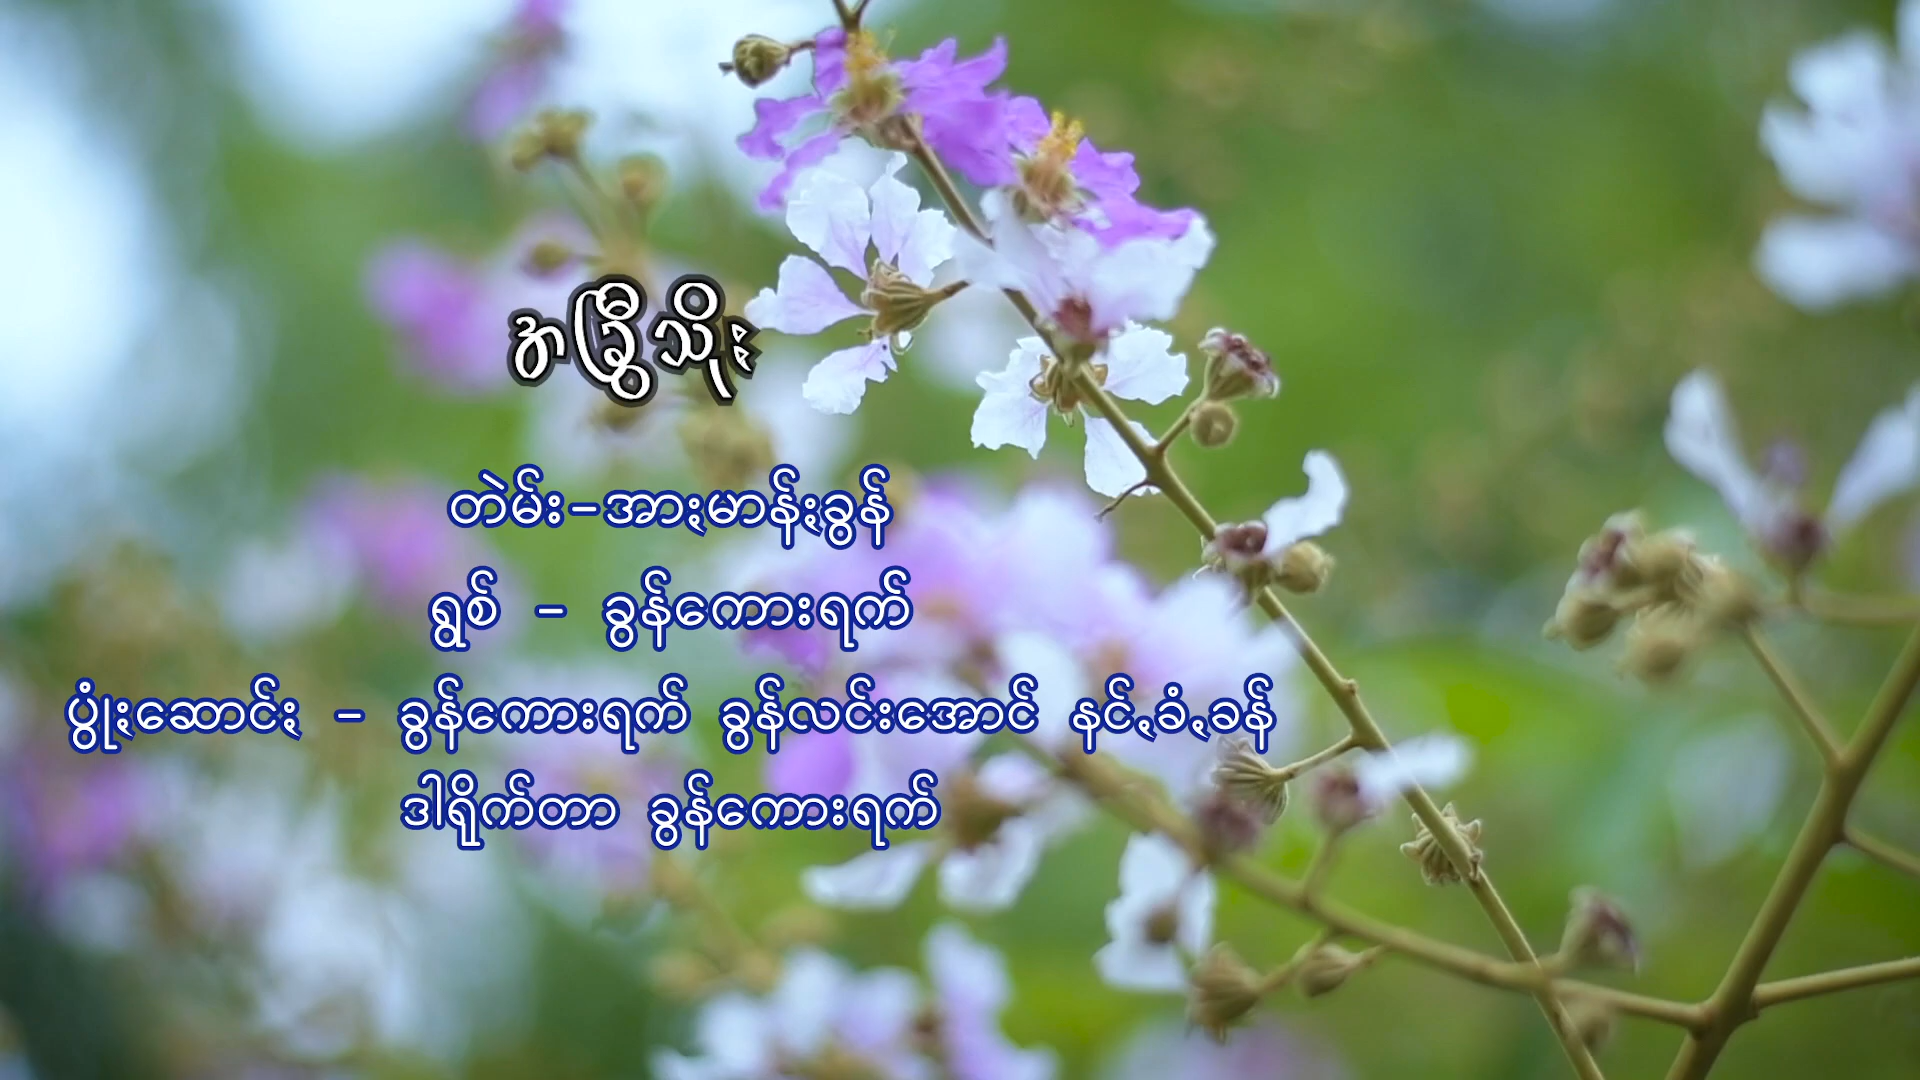 အခြွီသိုႏ
တဲမ်း-အားႏမာန်ႏခွန်
ရွစ် - ခွန်ကေားရက်
ပွုံႏဆောင်ႏ - ခွန်ကေားရက် ခွန်လင်းအောင် နင်ႇခံႇခန်
ဒါရိုက်တာ ခွန်ကေားရက်